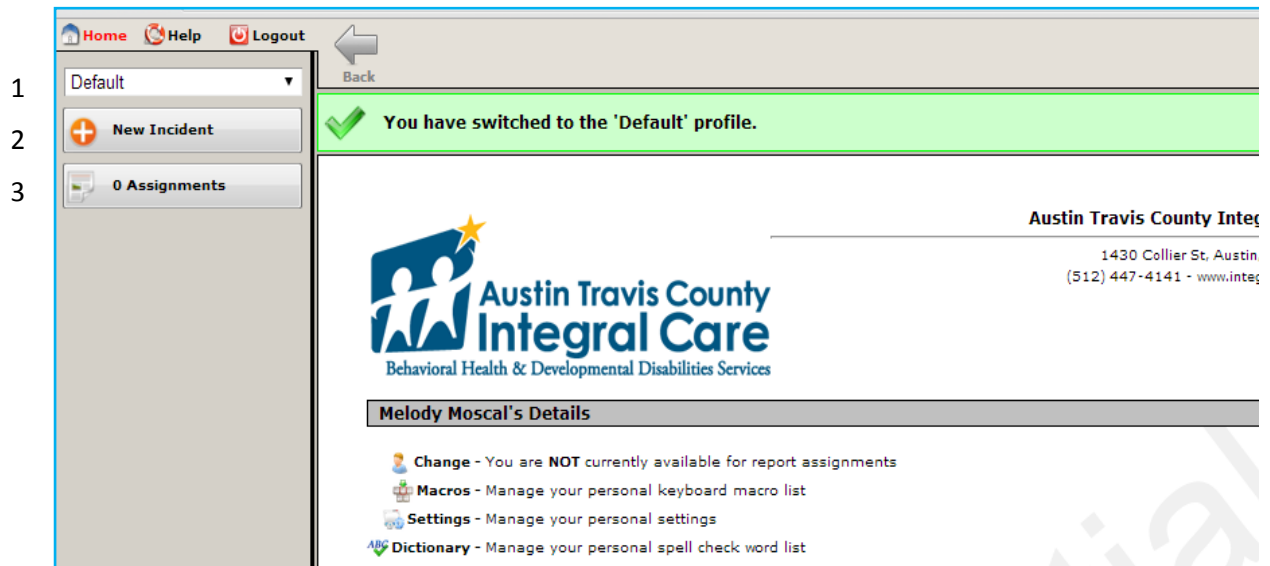 Home Help Logout
Back
1 Default
2 New Incident
3 0 Assignments
You have switched to the 'Default' profile.
Austin Travis County
Integral Care
Behavioral Health & Developmental Disabilities Services
Austin Travis County Integ
1430 Collier St, Austin
(512) 447-4141 - www.integ
Melody Moscal's Details
Change - You are NOT currently available for report assignments
Macros - Manage your personal keyboard macro list
Settings - Manage your personal settings
ABC Dictionary - Manage your personal spell check word list